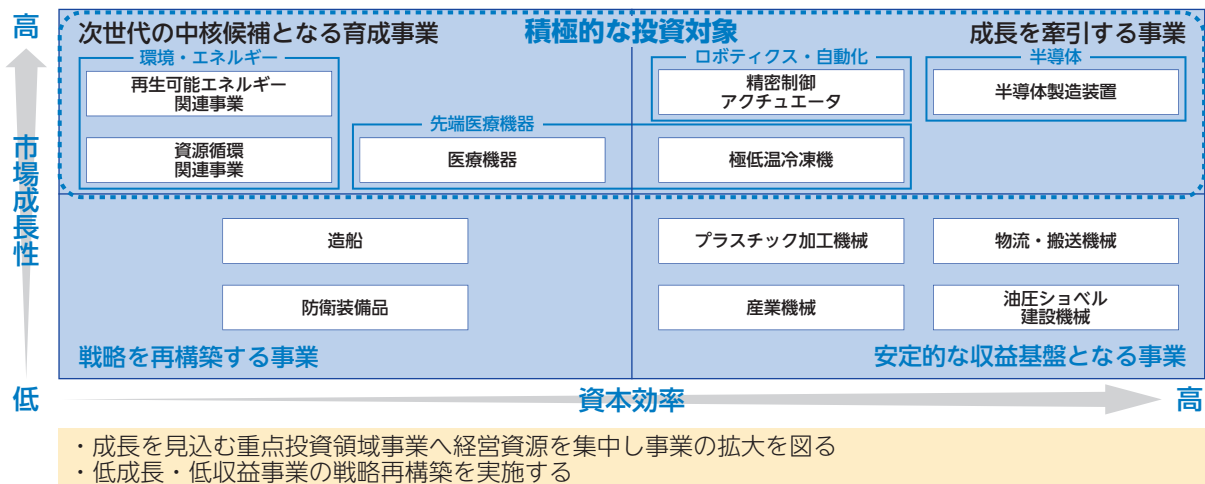 高
市場成長性
低
次世代の中核候補となる育成事業
積極的な投資対象
成長を牽引する事業
環境・エネルギー
再生可能エネルギー
関連事業
資源循環
関連事業
先端医療機器
医療機器
極低温冷凍機
ロボティクス・自動化
精密制御
アクチュエータ
半導体
半導体製造装置
造船
防衛装備品
戦略を再構築する事業
プラスチック加工機械
物流・搬送機械
産業機械
油圧ショベル
建設機械
安定的な収益基盤となる事業
資本効率
高
・成長を見込む重点投資領域事業へ経営資源を集中し事業の拡大を図る
・低成長・低収益事業の戦略再構築を実施する